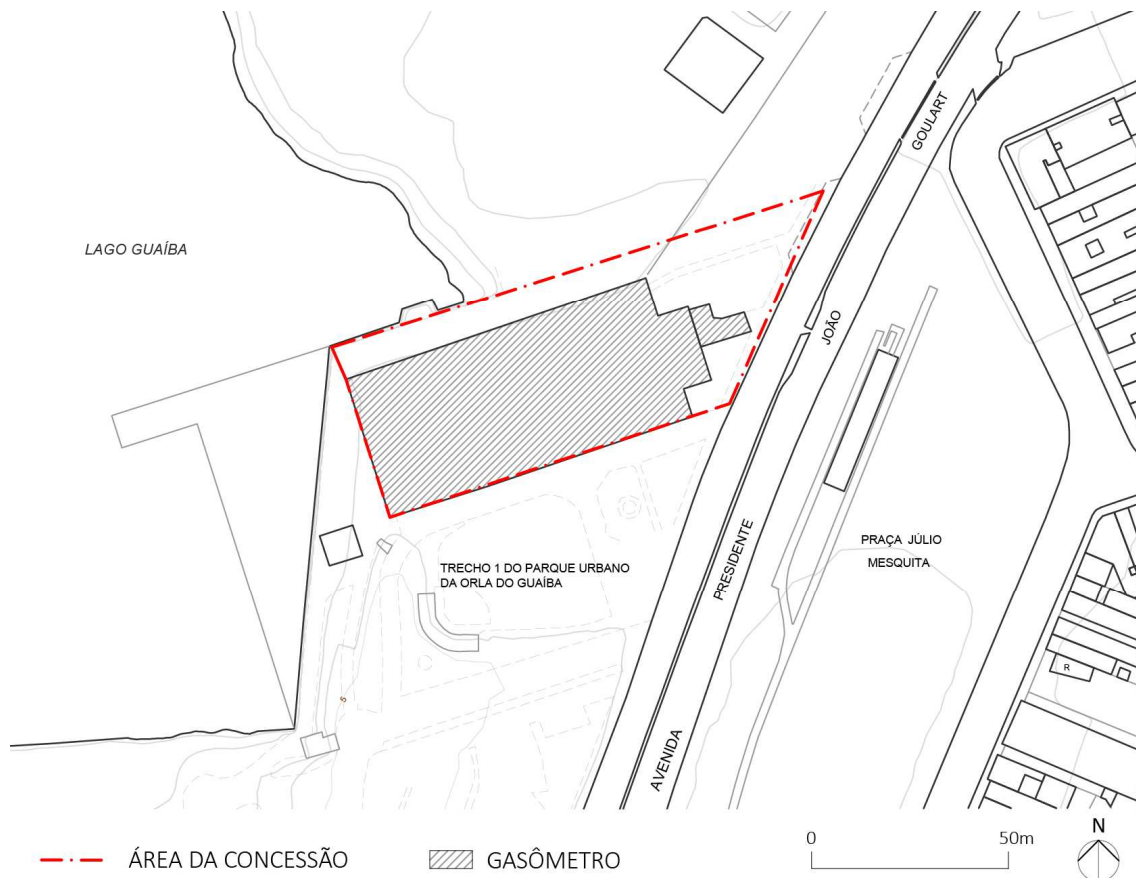 GOULART
LAGO GUAÍBA
JOÃO
PRESIDENTE
PRAÇA JÚLIO
MESQUITA
TRECHO 1 DO PARQUE URBANO
DA ORLA DO GUAÍBA
R
5
AVENIDA
ÁREA DA CONCESSÃO
GASÔMETRO
0
50m
N